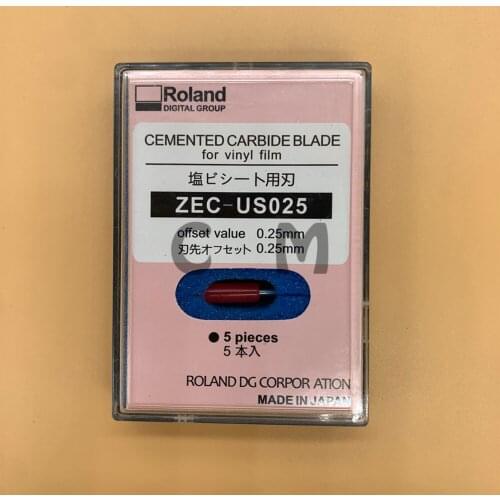 Roland
DIGITAL GROUP
CEMENTED CARBIDE BLADE
for vinyl film
塩ビシート用刃
ZEC-US025
offset value 0.25mm
刃先オフセット 0.25mm
C M
● 5 pieces
5 本入
ROLAND DG CORPOR ATION
MADE IN JAPAN